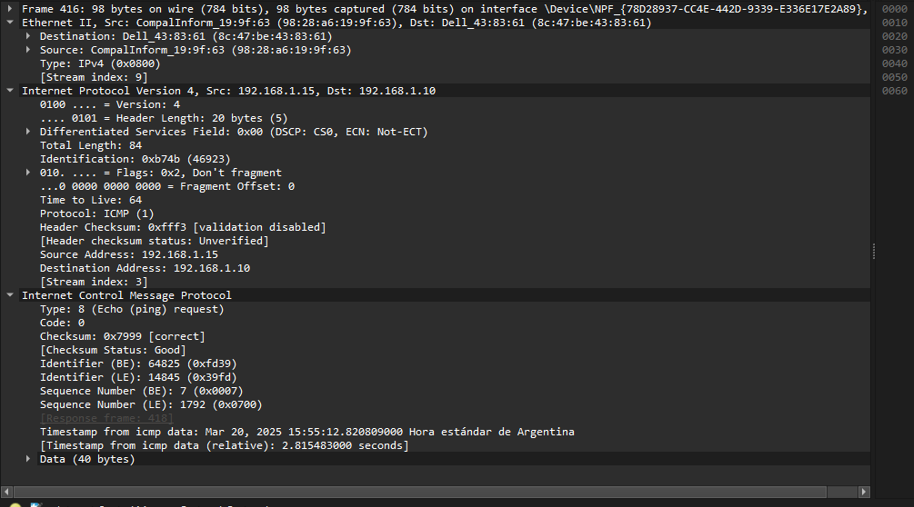 Frame 416: 98 bytes on wire (784 bits), 98 bytes captured (784 bits) on interface \Device\NPF_{78D28937-CC4E-442D-9339-E336E17E2A89},
Ethernet II, Src: CompalInform_19:9f:63 (98:28:a6:19:9f:63), Dst: Dell_43:83:61 (8c:47:be:43:83:61)
Destination: Dell_43:83:61 (8c:47:be:43:83:61)
Source: CompalInform_19:9f:63 (98:28:a6:19:9f:63)
Type: IPv4 (0x0800)
[Stream index: 9]
Internet Protocol Version 4, Src: 192.168.1.15, Dst: 192.168.1.10
0100 .... = Version: 4
.... 0101 = Header Length: 20 bytes (5)
Differentiated Services Field: 0x00 (DSCP: CS0, ECN: Not-ECT)
Total Length: 84
Identification: 0xb74b (46923)
010. .... = Flags: 0x2, Don't fragment
...0 0000 0000 0000 = Fragment Offset: 0
Time to Live: 64
Protocol: ICMP (1)
Header Checksum: 0xfff3 [validation disabled]
[Header checksum status: Unverified]
Source Address: 192.168.1.15
Destination Address: 192.168.1.10
[Stream index: 3]
Internet Control Message Protocol
Type: 8 (Echo (ping) request)
Code: 0
Checksum: 0x7999 [correct]
[Checksum Status: Good]
Identifier (BE): 64825 (0xfd39)
Identifier (LE): 14845 (0x39fd)
Sequence Number (BE): 7 (0x0007)
Sequence Number (LE): 1792 (0x0700)
[Response frame: 418]
Timestamp from icmp data: Mar 20, 2025 15:55:12.820809000 Hora estándar de Argentina
[Timestamp from icmp data (relative): 2.815483000 seconds]
Data (40 bytes)
0000
0010
0020
0030
0040
0050
0060